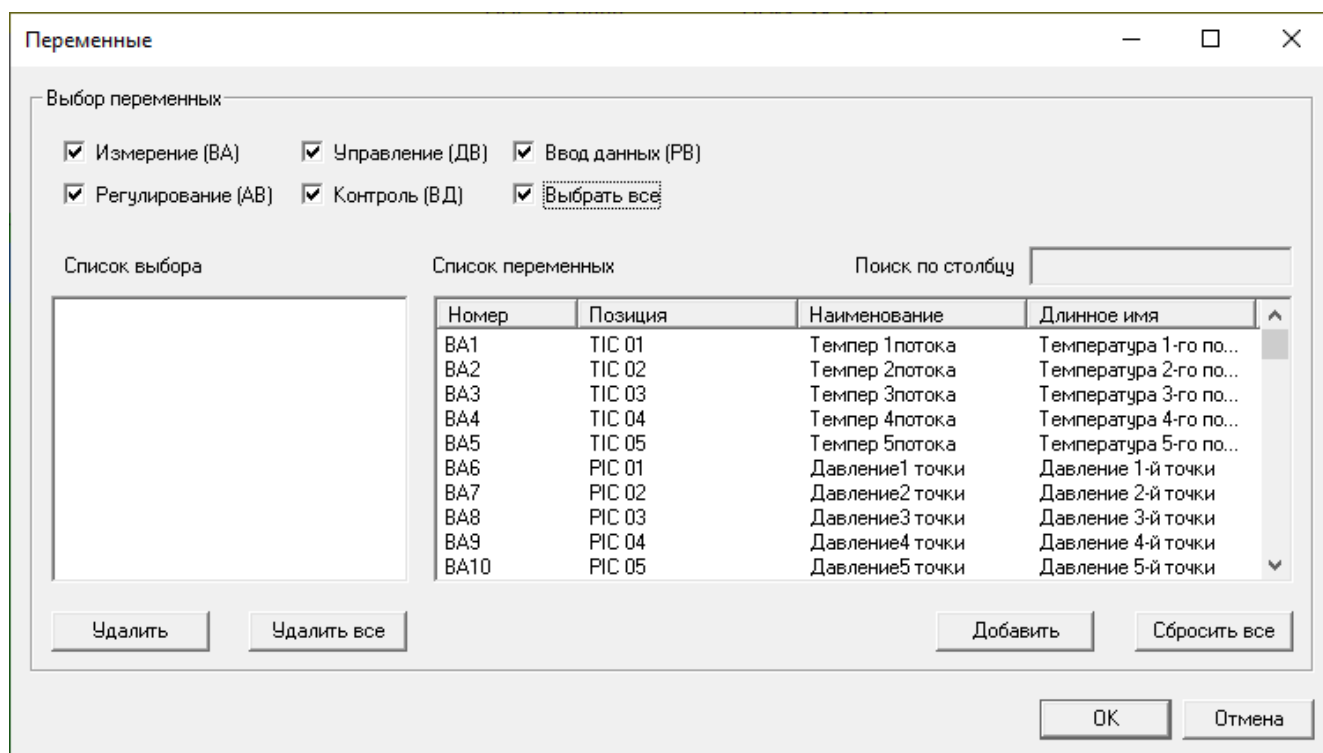 Переменные
Выбор переменных
Измерение (ВА) Управление (ДВ) Ввод данных (РВ)
Регулирование (АВ) Контроль (ВД) Выбрать все
Список выбора Список переменных Поиск по столбцу
Номер Позиция Наименование Длинное имя
ВА1 TIC 01 Темпер 1потока Температура 1-го по...
ВА2 TIC 02 Темпер 2потока Температура 2-го по...
ВА3 TIC 03 Темпер 3потока Температура 3-го по...
ВА4 TIC 04 Темпер 4потока Температура 4-го по...
ВА5 TIC 05 Темпер 5потока Температура 5-го по...
ВА6 PIC 01 Давление1 точки Давление 1-й точки
ВА7 PIC 02 Давление2 точки Давление 2-й точки
ВА8 PIC 03 Давление3 точки Давление 3-й точки
ВА9 PIC 04 Давление4 точки Давление 4-й точки
ВА10 PIC 05 Давление5 точки Давление 5-й точки
Удалить Удалить все Добавить Сбросить все
OK Отмена